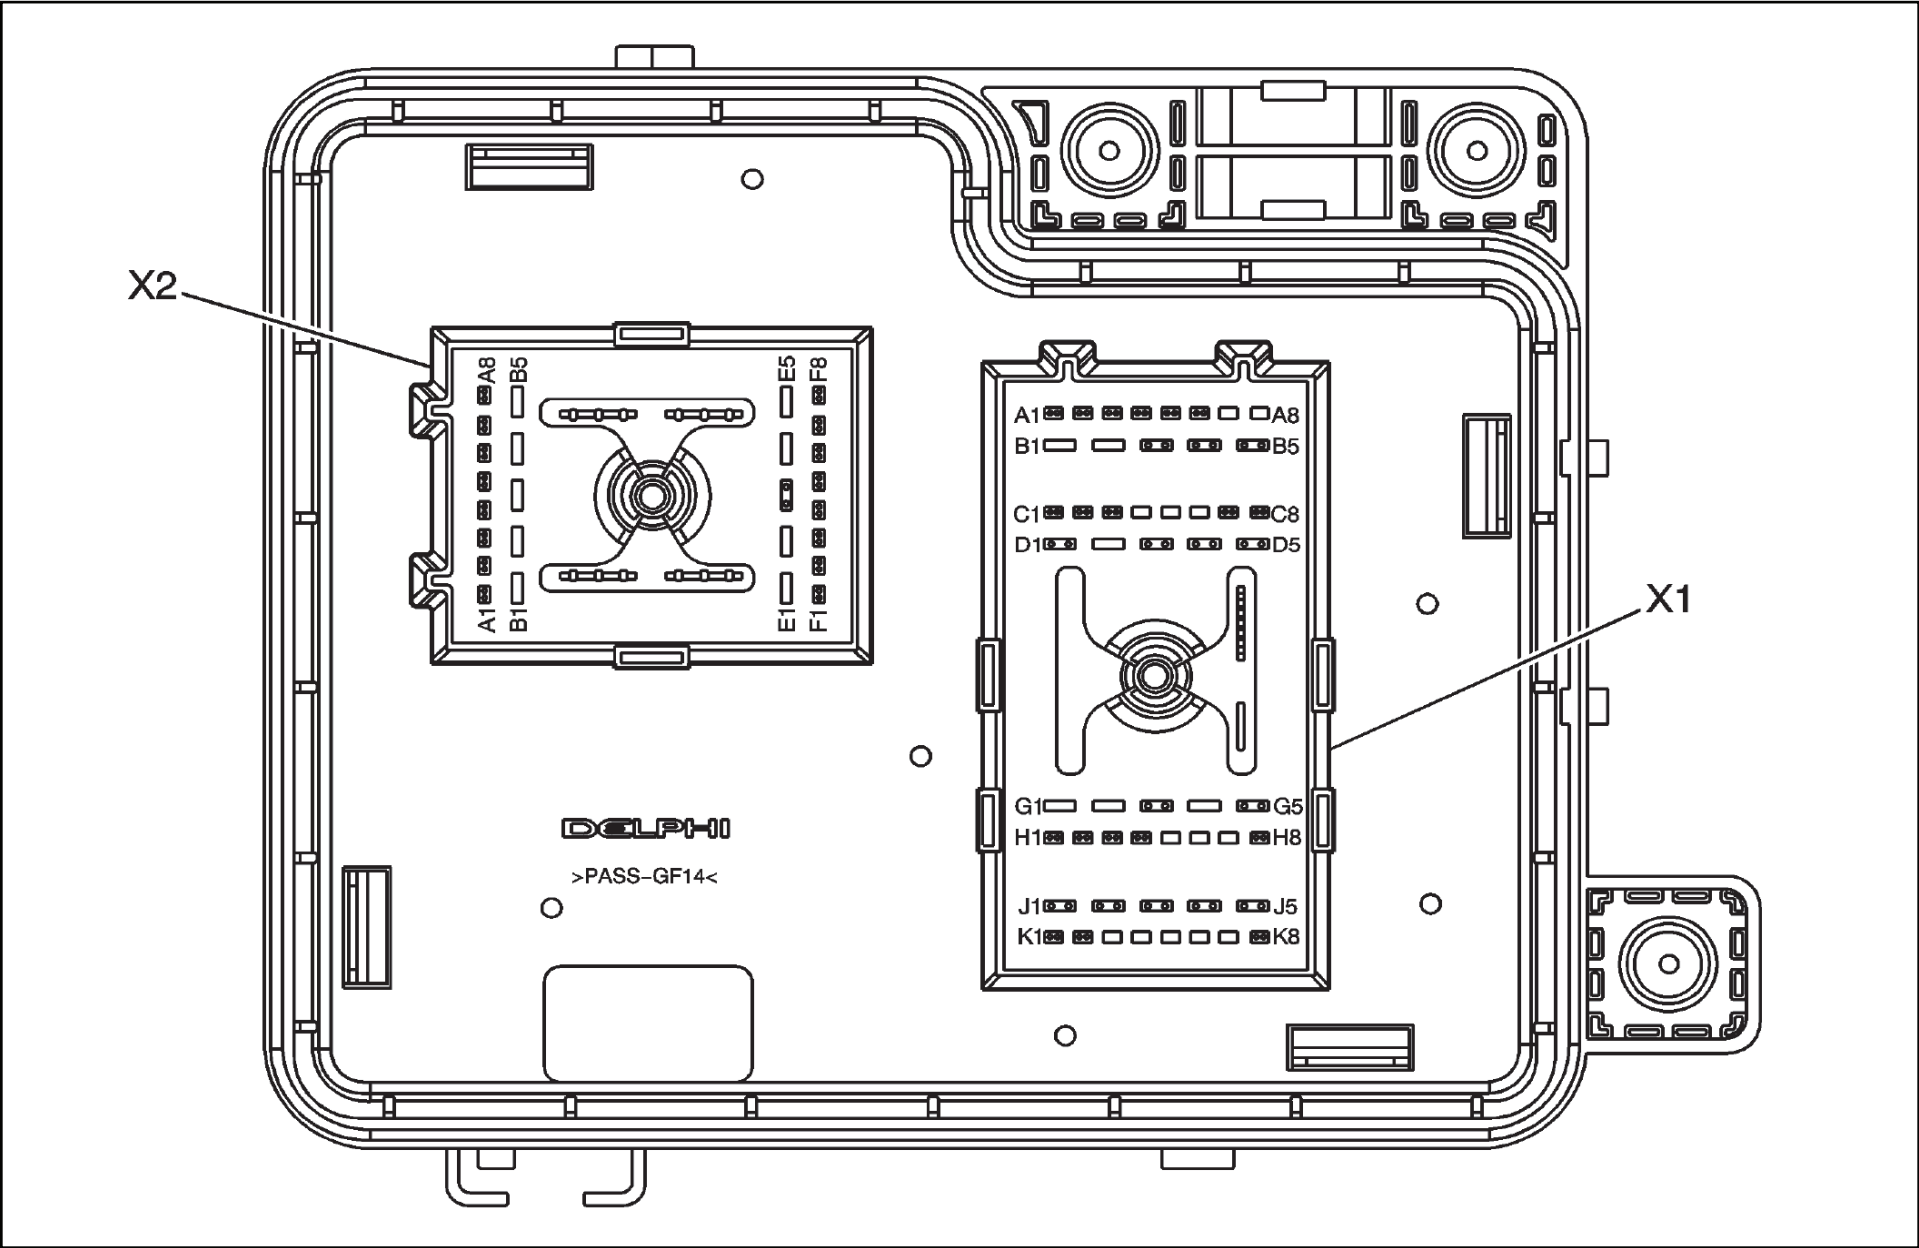 X2
A8 B5 E5 F8
A1 B1 E1 F1
A1 A8
B1 B5
C1 C8
D1 D5
X1
G1 G5
H1 H8
J1 J5
K1 K8
DELPHI
>PASS-GF14<